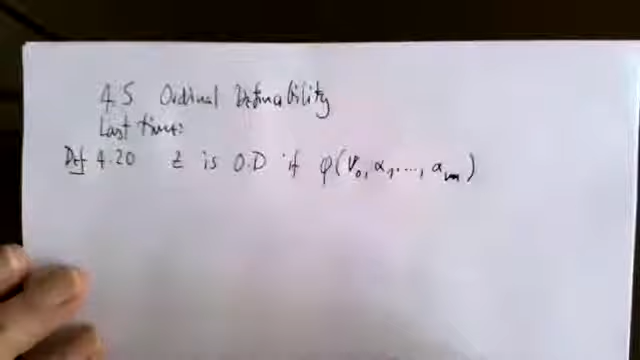 4.5 Ordinal Definability
Last time:
Def 4.20 z is O.D if φ(v₀, α₁, ..., αₘ)